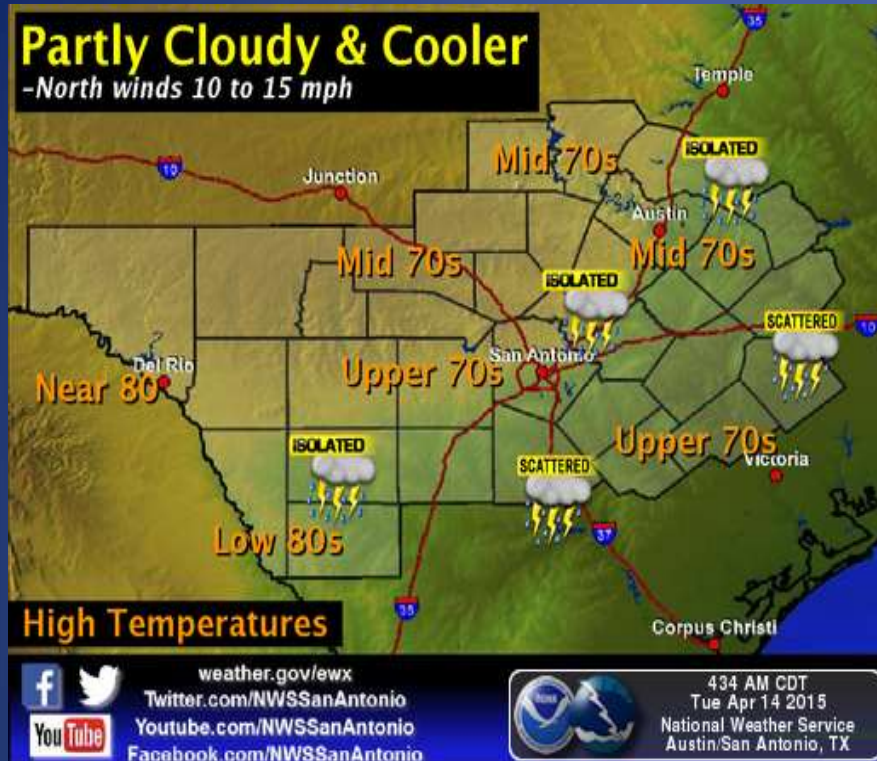 Partly Cloudy & Cooler
-North winds 10 to 15 mph
35
Temple
ISOLATED
Mid 70s
10
Junction
Austin
Mid 70s
Mid 70s
ISOLATED
SCATTERED
10
San Antonio
Del Rio
Near 80
Upper 70s
ISOLATED
Upper 70s
Victoria
SCATTERED
Low 80s
37
35
High Temperatures
Corpus Christi
f
weather.gov/ewx
Twitter.com/NWSSanAntonio
You Tube
Youtube.com/NWSSanAntonio
Facebook.com/NWSSanAntonio
noaa
434 AM CDT
Tue Apr 14 2015
National Weather Service
Austin/San Antonio, TX